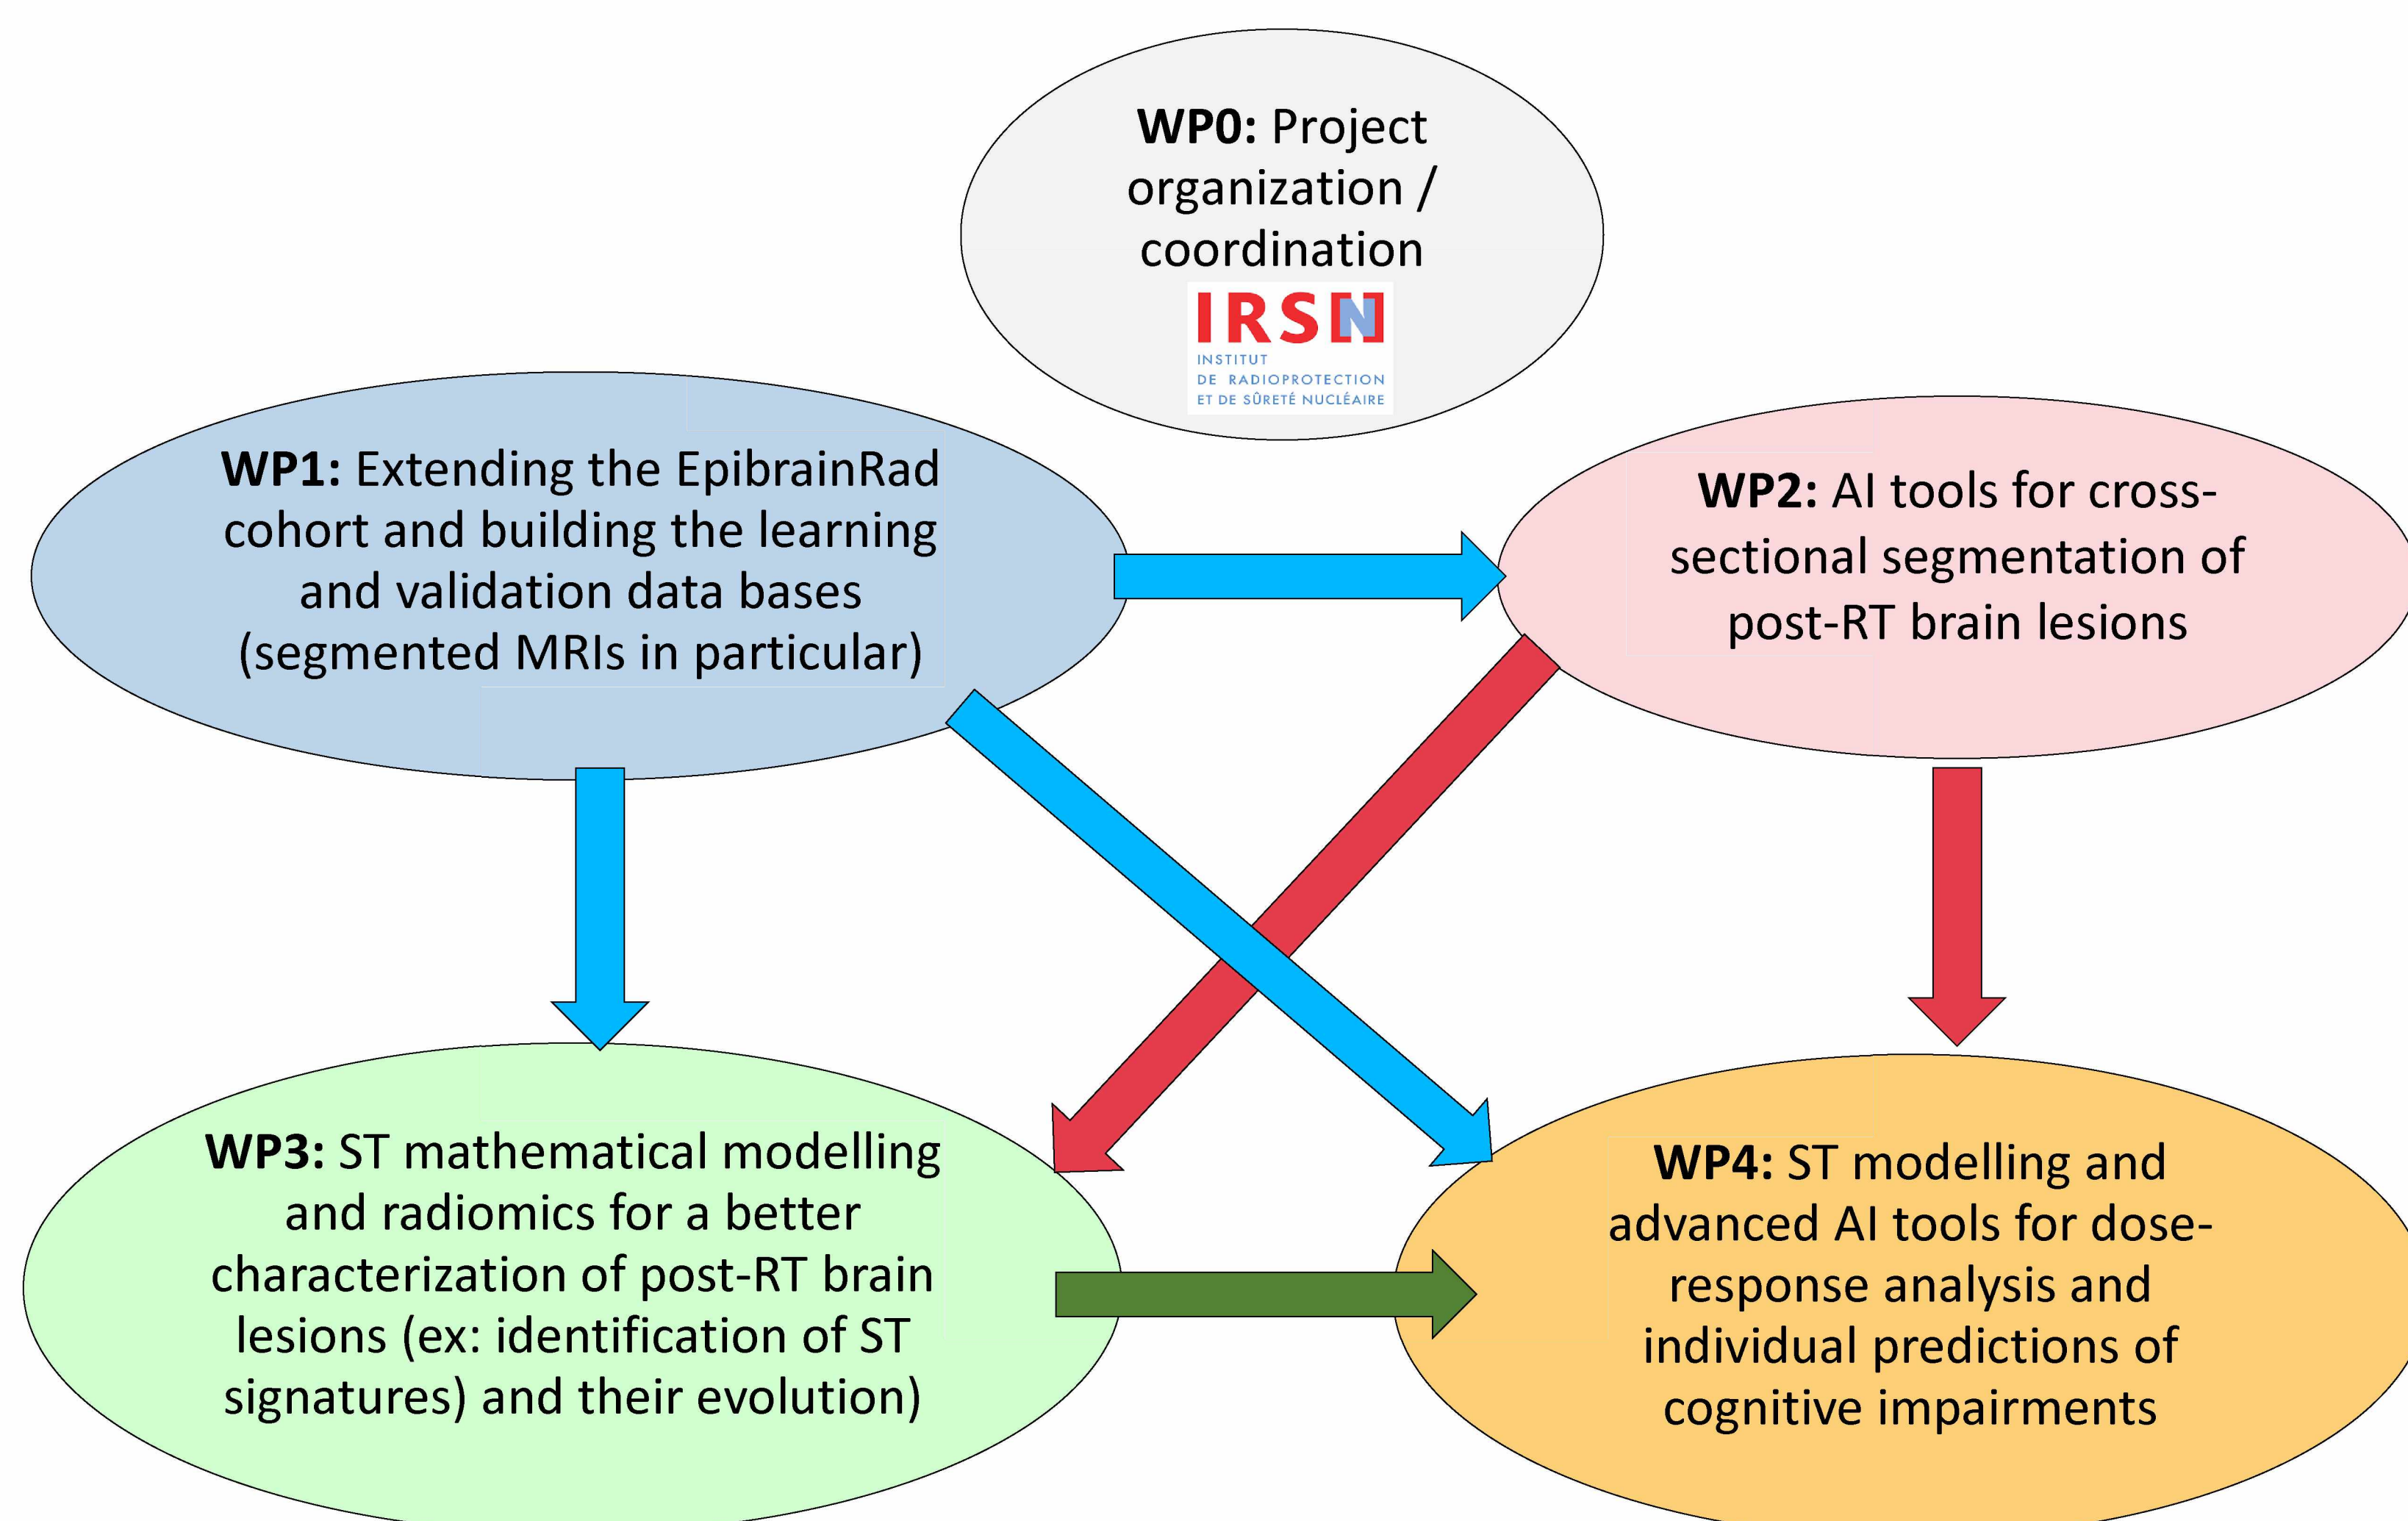 WP0: Project
organization /
coordination
IRSN
INSTITUT
DE RADIOPROTECTION
ET DE SÛRETÉ NUCLÉAIRE
WP1: Extending the EpibrainRad
cohort and building the learning
and validation data bases
(segmented MRIs in particular)
WP2: AI tools for cross-
sectional segmentation of
post-RT brain lesions
WP3: ST mathematical modelling
and radiomics for a better
characterization of post-RT brain
lesions (ex: identification of ST
signatures) and their evolution)
WP4: ST modelling and
advanced AI tools for dose-
response analysis and
individual predictions of
cognitive impairments